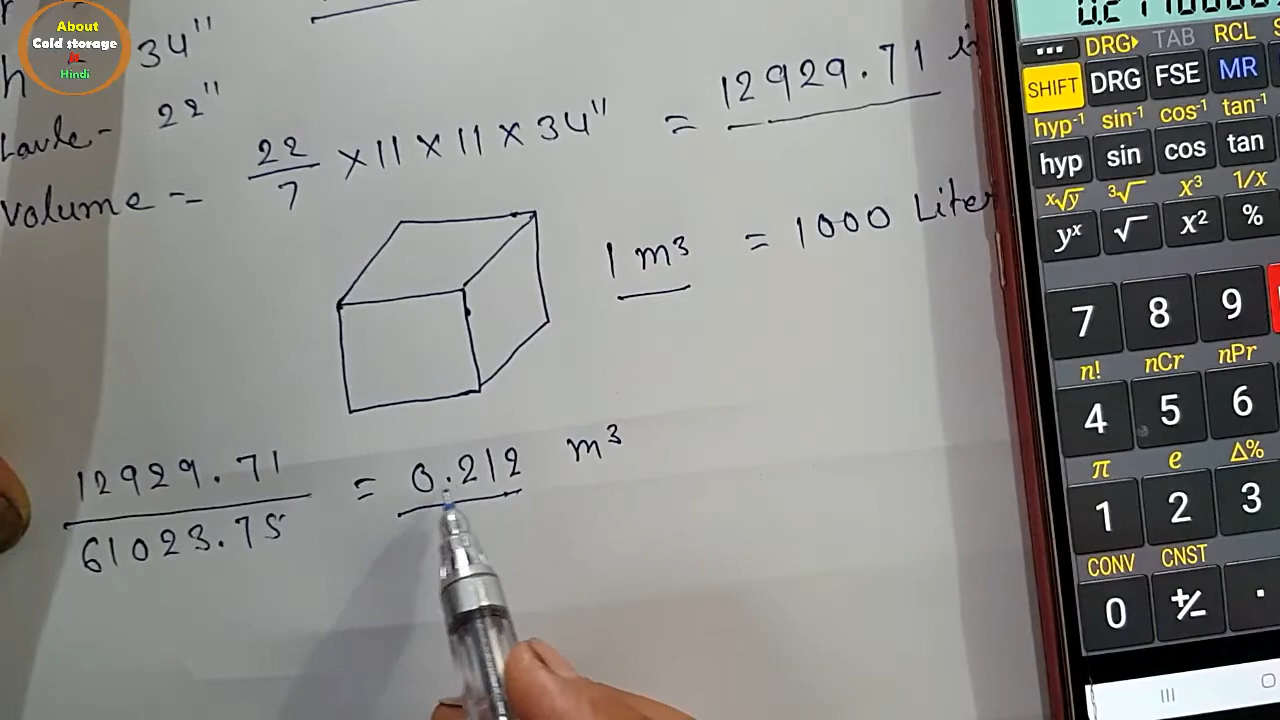 About
Cold storage
In
Hindi
h 34"
22"
volume = 22/7 × 11 × 11 × 34" = 12929.71
1 m³ = 1000 Liter
12929.71 / 61023.75 = 0.212 m³
DRG▸ TAB RCL
SHIFT DRG FSE MR
hyp⁻¹ sin⁻¹ cos⁻¹ tan⁻¹
hyp sin cos tan
x√y ³√ x³ 1/x
yˣ √ x² %
7 8 9
n! nCr nPr
4 5 6
π e Δ%
1 2 3
CONV CNST
0 +/- .